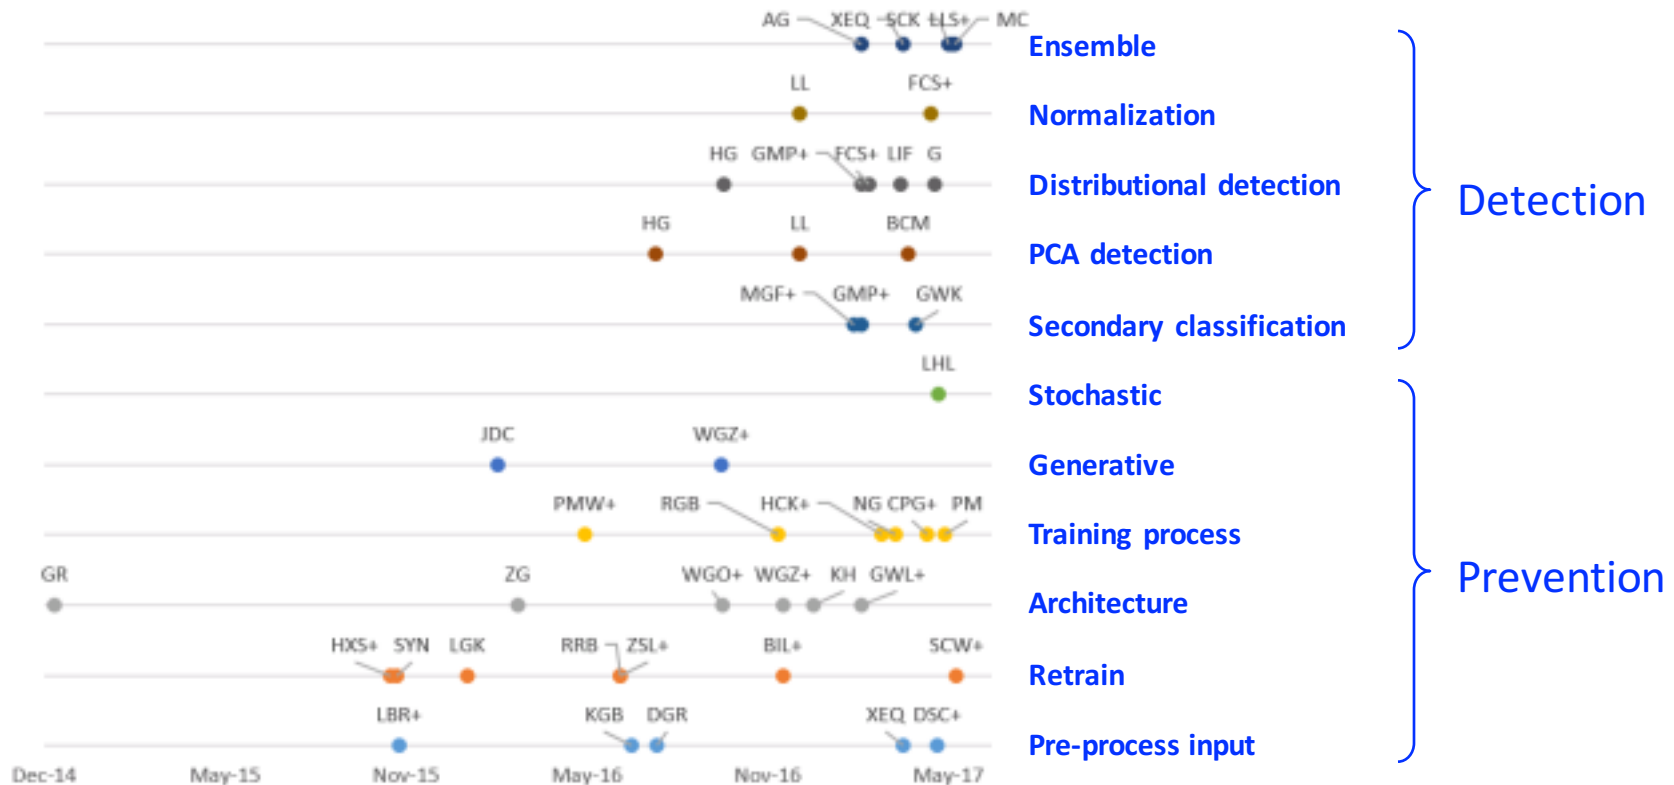 AG XEQ SCK LLS+ MC
Ensemble
LL FCS+
Normalization
HG GMP+ FCS+ LIF G
Distributional detection
Detection
HG LL BCM
PCA detection
MGF+ GMP+ GWK
Secondary classification
LHL
Stochastic
JDC WGZ+
Generative
PMW+ RGB HCK+ NG CPG+ PM
Training process
Prevention
GR ZG WGO+ WGZ+ KH GWL+
Architecture
HXS+ SYN LGK RRB ZSL+ BIL+ SCW+
Retrain
LBR+ KGB DGR XEQ DSC+
Pre-process input
Dec-14 May-15 Nov-15 May-16 Nov-16 May-17